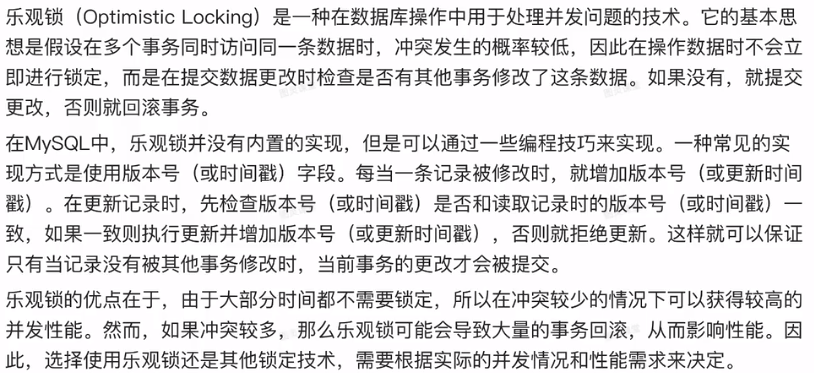 乐观锁（Optimistic Locking）是一种在数据库操作中用于处理并发问题的技术。它的基本思
想是假设在多个事务同时访问同一条数据时，冲突发生的概率较低，因此在操作数据时不会立
即进行锁定，而是在提交数据更改时检查是否有其他事务修改了这条数据。如果没有，就提交
更改，否则就回滚事务。
在MySQL中，乐观锁并没有内置的实现，但是可以通过一些编程技巧来实现。一种常见的实
现方式是使用版本号（或时间戳）字段。每当一条记录被修改时，就增加版本号（或更新时间
戳）。在更新记录时，先检查版本号（或时间戳）是否和读取记录时的版本号（或时间戳）一
致，如果一致则执行更新并增加版本号（或更新时间戳），否则就拒绝更新。这样就可以保证
只有当记录没有被其他事务修改时，当前事务的更改才会被提交。
乐观锁的优点在于，由于大部分时间都不需要锁定，所以在冲突较少的情况下可以获得较高的
并发性能。然而，如果冲突较多，那么乐观锁可能会导致大量的事务回滚，从而影响性能。因
此，选择使用乐观锁还是其他锁定技术，需要根据实际的并发情况和性能需求来决定。